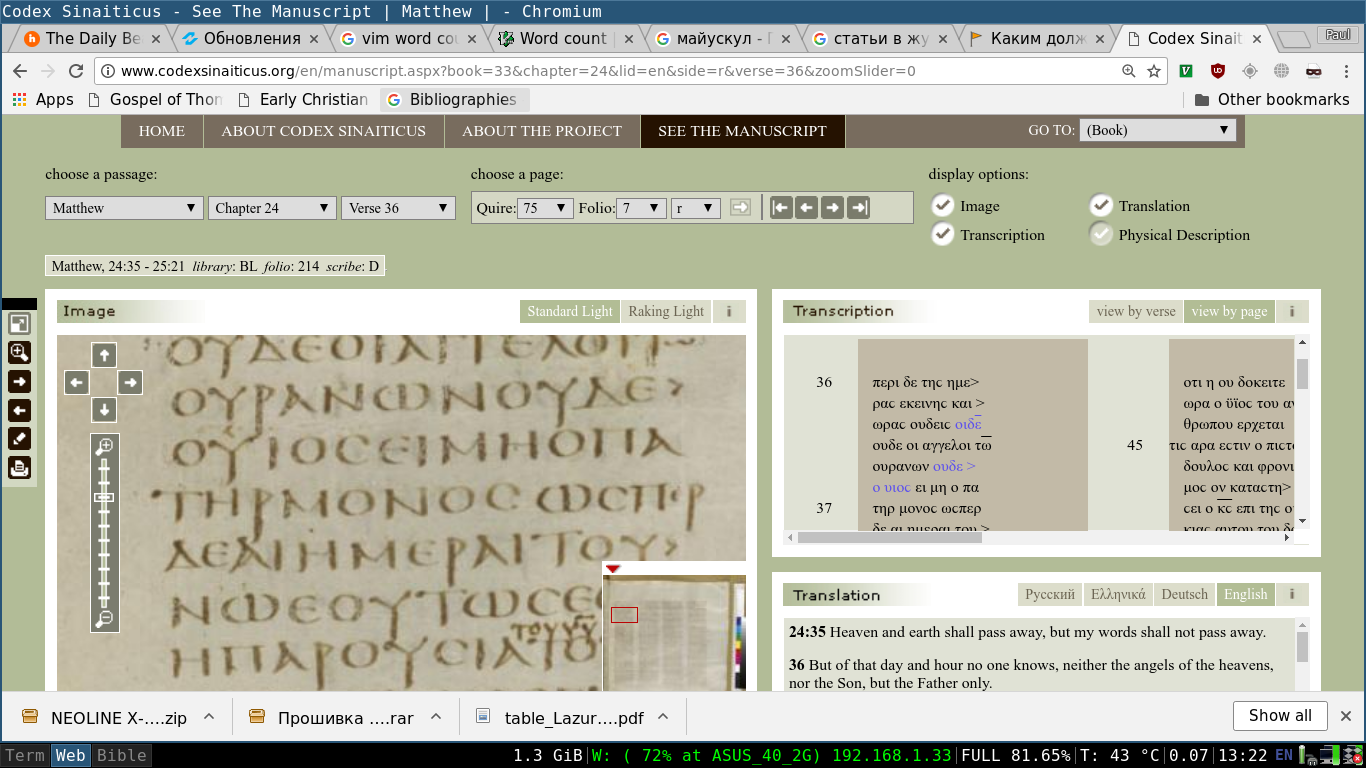 Codex Sinaiticus - See The Manuscript | Matthew | - Chromium
The Daily Be
Обновления
vim word cou
Word count
майускул - Г
статьи в жу
Каким долж
Codex Sinait
Paul
www.codexsinaiticus.org/en/manuscript.aspx?book=33&chapter=24&lid=en&side=r&verse=36&zoomSlider=0
Apps
Gospel of Thon
Early Christian
Bibliographies
Other bookmarks
HOME
ABOUT CODEX SINAITICUS
ABOUT THE PROJECT
SEE THE MANUSCRIPT
GO TO:
(Book)
choose a passage:
choose a page:
display options:
Matthew
Chapter 24
Verse 36
Quire: 75
Folio: 7
r
Image
Translation
Transcription
Physical Description
Matthew, 24:35 - 25:21 library: BL folio: 214 scribe: D
Image
Standard Light
Raking Light
i
ΟΥΡΑΝΩΝΟΥΔΕ>
ΟΥΪΟϹΕΙΜΗΟΠΑ
ΤΗΡΜΟΝΟϹΩϹΠΕΡ
ΔΕΑΙΗΜΕΡΑΙΤΟΥ>
ΝΩΕΟΥΤΩϹΕ
ΗΠΑΡΟΥϹΙΑΤΟ
Transcription
view by verse
view by page
i
36
περι δε τηϲ ημε>
ραϲ εκεινηϲ και >
ωραϲ ουδειϲ οιδε̅
ουδε οι αγγελοι τω̅
ουρανων ουδε >
ο υιοϲ ει μη ο πα
37
τηρ μονοϲ ωϲπερ
δε αι ημεραι του >
οτι η ου δοκειτε
ωρα ο ϋϊοϲ του αν
θρωπου ερχεται
45
τιϲ αρα εϲτιν ο πιϲτο
δουλοϲ και φρονι
μοϲ ον καταϲτη>
ϲει ο κ̅ϲ̅ επι τηϲ ο
κιαϲ αυτου του δο
Translation
Русский
Ελληνικά
Deutsch
English
i
24:35 Heaven and earth shall pass away, but my words shall not pass away.
36 But of that day and hour no one knows, neither the angels of the heavens,
nor the Son, but the Father only.
NEOLINE X-....zip
Прошивка ....rar
table_Lazur....pdf
Show all
Term Web Bible
1.3 GiB|W: ( 72% at ASUS_40_2G) 192.168.1.33|FULL 81.65%|T: 43 °C|0.07|13:22 EN